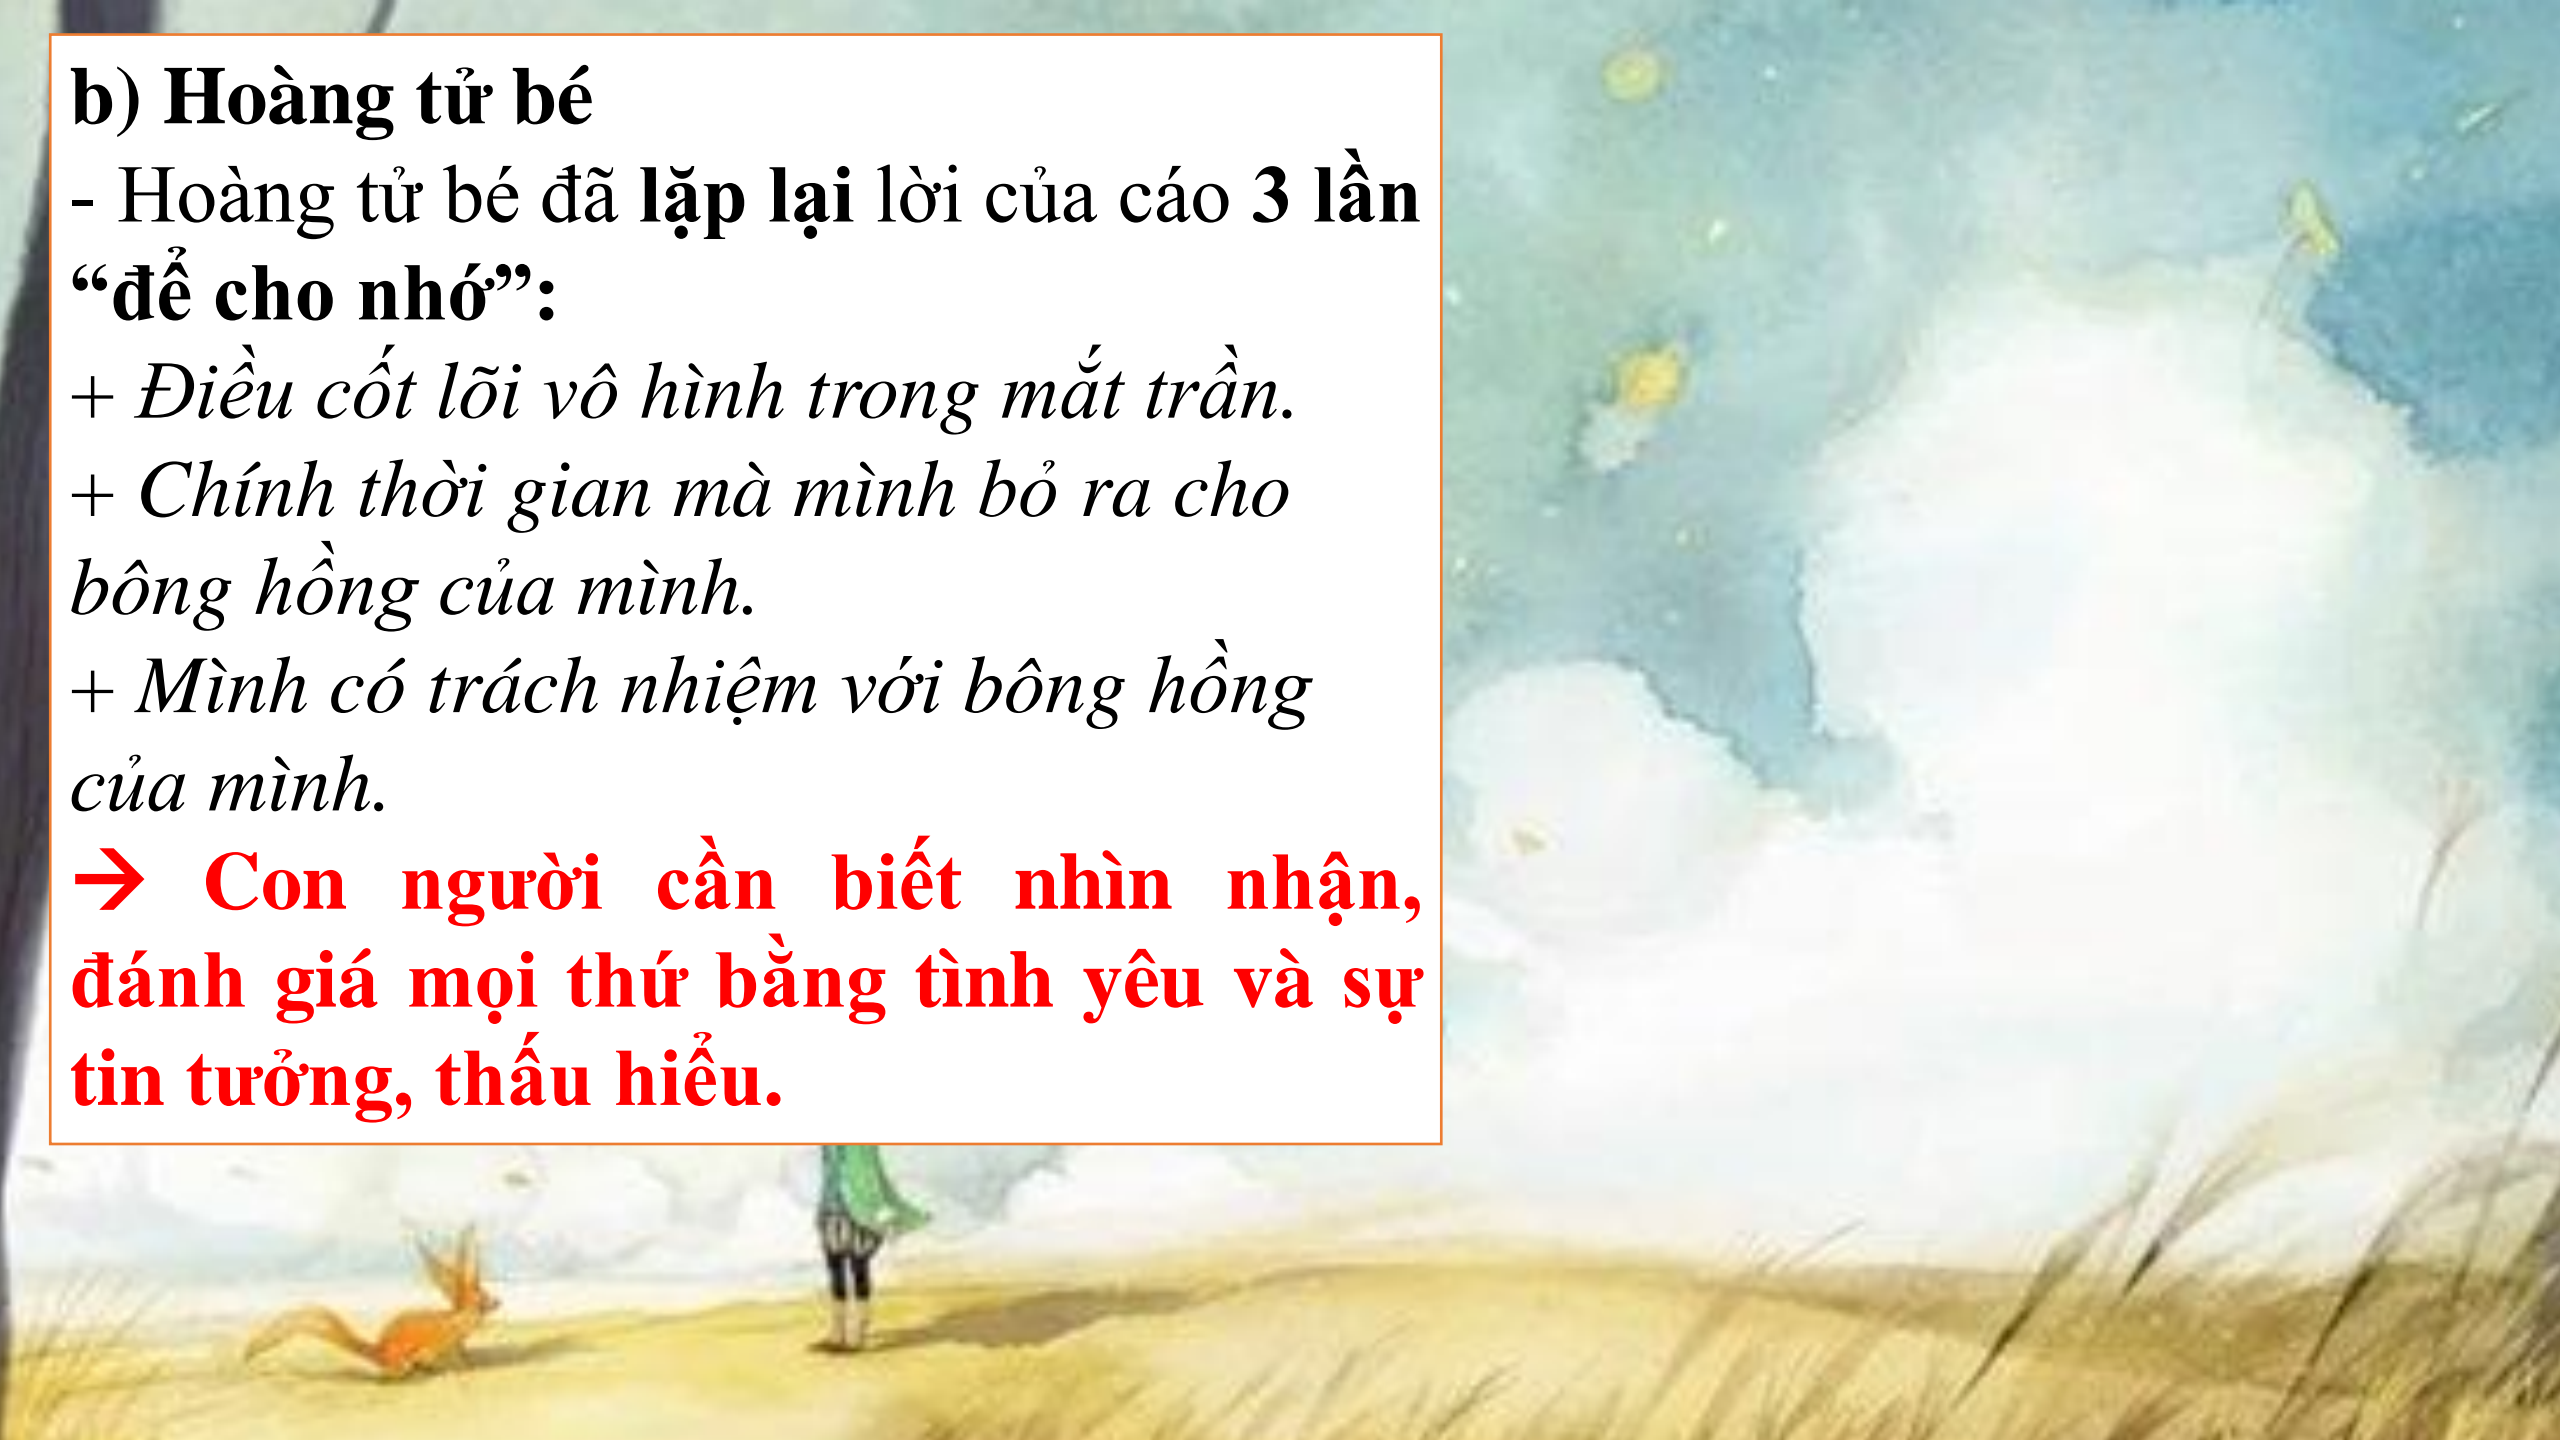 b) Hoàng tử bé
- Hoàng tử bé đã lặp lại lời của cáo 3 lần
“để cho nhớ”:
+ Điều cốt lõi vô hình trong mắt trần.
+ Chính thời gian mà mình bỏ ra cho
bông hồng của mình.
+ Mình có trách nhiệm với bông hồng
của mình.
→ Con người cần biết nhìn nhận,
đánh giá mọi thứ bằng tình yêu và sự
tin tưởng, thấu hiểu.